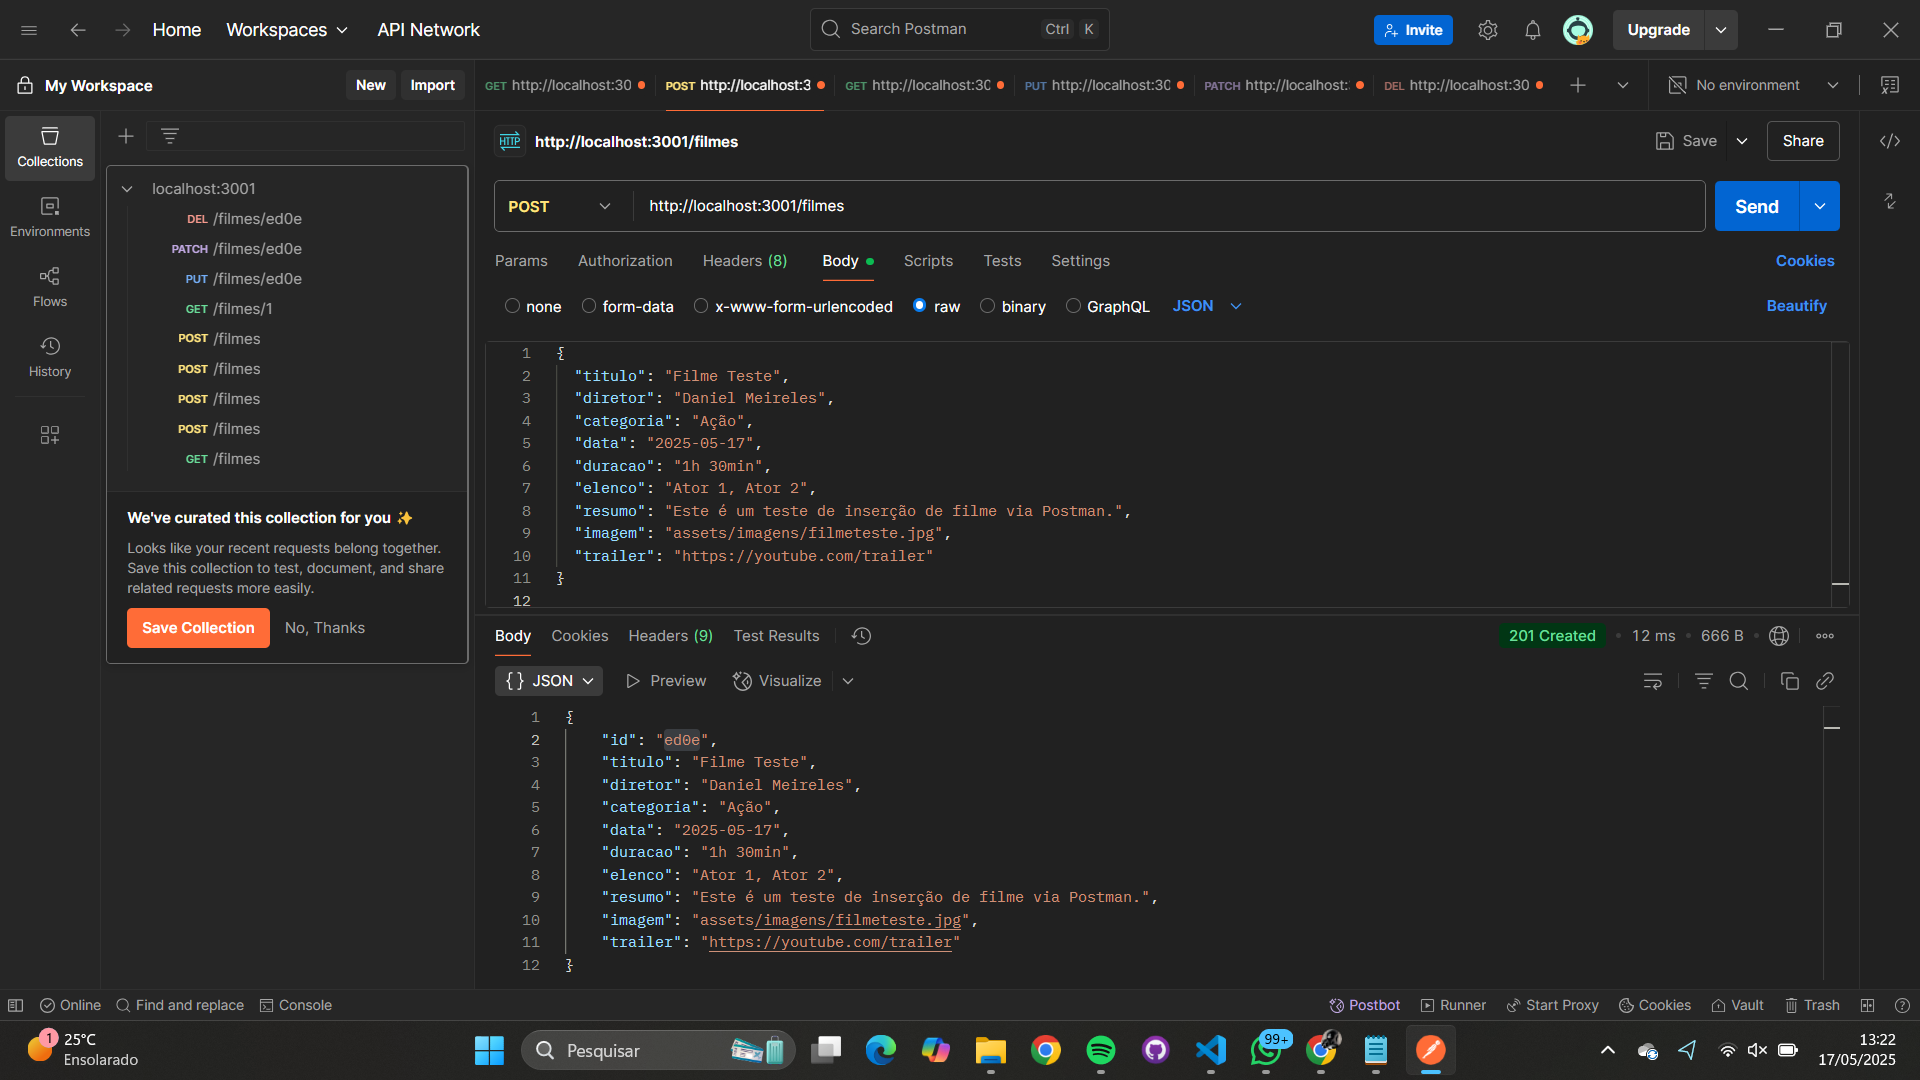 Home
Workspaces
API Network
Search Postman
Ctrl K
Invite
Upgrade
My Workspace
New
Import
GET http://localhost:30
POST http://localhost:3
GET http://localhost:30
PUT http://localhost:30
PATCH http://localhost:
DEL http://localhost:30
No environment
Collections
Environments
Flows
History
localhost:3001
DEL /filmes/ed0e
PATCH /filmes/ed0e
PUT /filmes/ed0e
GET /filmes/1
POST /filmes
POST /filmes
POST /filmes
POST /filmes
GET /filmes
We've curated this collection for you ✨
Looks like your recent requests belong together.
Save this collection to test, document, and share
related requests more easily.
Save Collection
No, Thanks
HTTP http://localhost:3001/filmes
Save
Share
POST http://localhost:3001/filmes
Send
Params Authorization Headers (8) Body Scripts Tests Settings
Cookies
none form-data x-www-form-urlencoded raw binary GraphQL JSON
Beautify
1 {
2 "titulo": "Filme Teste",
3 "diretor": "Daniel Meireles",
4 "categoria": "Ação",
5 "data": "2025-05-17",
6 "duracao": "1h 30min",
7 "elenco": "Ator 1, Ator 2",
8 "resumo": "Este é um teste de inserção de filme via Postman.",
9 "imagem": "assets/imagens/filmeteste.jpg",
10 "trailer": "https://youtube.com/trailer"
11 }
12
Body Cookies Headers (9) Test Results
201 Created • 12 ms • 666 B
{} JSON
Preview
Visualize
1 {
2 "id": "ed0e",
3 "titulo": "Filme Teste",
4 "diretor": "Daniel Meireles",
5 "categoria": "Ação",
6 "data": "2025-05-17",
7 "duracao": "1h 30min",
8 "elenco": "Ator 1, Ator 2",
9 "resumo": "Este é um teste de inserção de filme via Postman.",
10 "imagem": "assets/imagens/filmeteste.jpg",
11 "trailer": "https://youtube.com/trailer"
12 }
Online
Find and replace
Console
Postbot
Runner
Start Proxy
Cookies
Vault
Trash
1
25°C
Ensolarado
Pesquisar
99+
13:22
17/05/2025